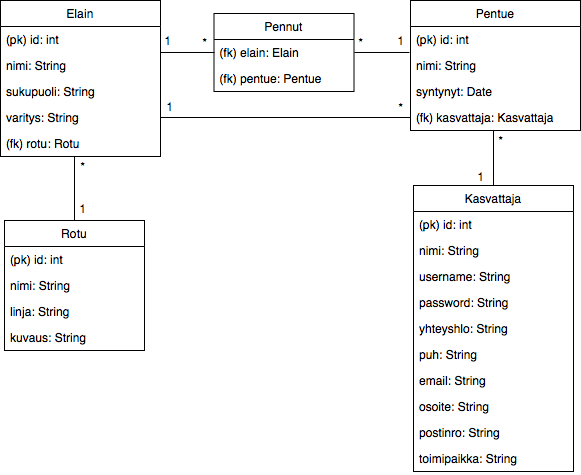 Elain
(pk) id: int
nimi: String
sukupuoli: String
varitys: String
(fk) rotu: Rotu
1
*
Pennut
(fk) elain: Elain
(fk) pentue: Pentue
*
1
Pentue
(pk) id: int
nimi: String
syntynyt: Date
(fk) kasvattaja: Kasvattaja
1
*
*
1
*
1
Rotu
(pk) id: int
nimi: String
linja: String
kuvaus: String
Kasvattaja
(pk) id: int
nimi: String
username: String
password: String
yhteyshlo: String
puh: String
email: String
osoite: String
postinro: String
toimipaikka: String